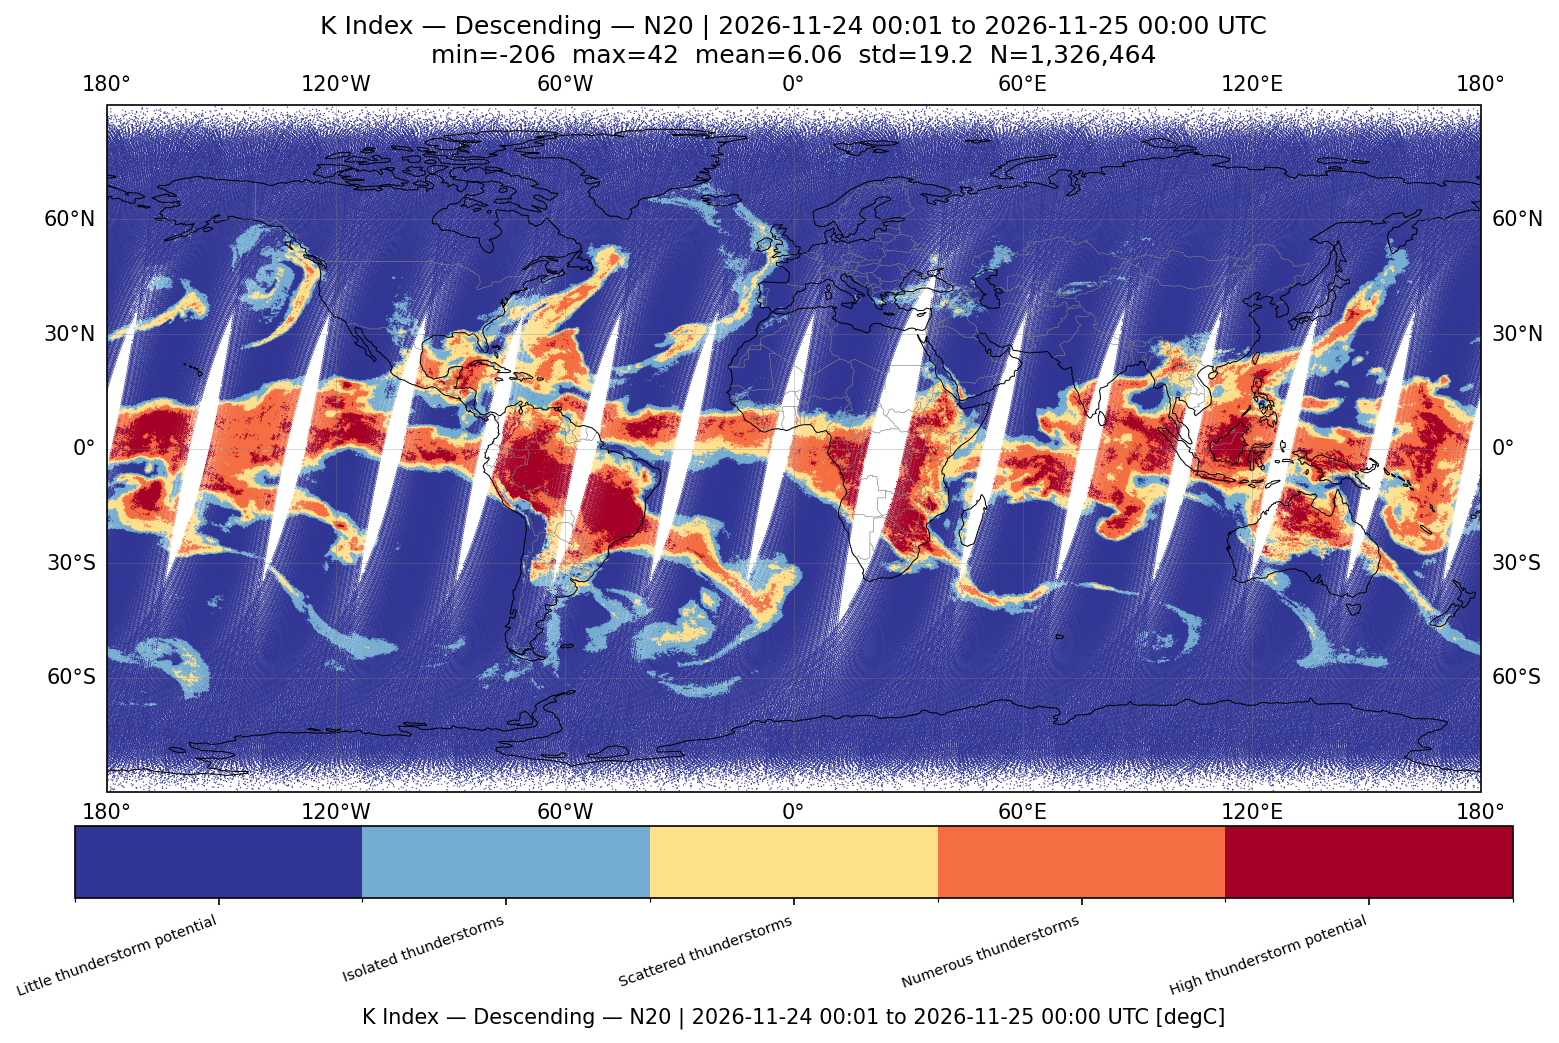 K Index — Descending — N20 | 2026-11-24 00:01 to 2026-11-25 00:00 UTC
min=-206 max=42 mean=6.06 std=19.2 N=1,326,464
180° 120°W 60°W 0° 60°E 120°E 180°
60°N 60°N
30°N 30°N
0° 0°
30°S 30°S
60°S 60°S
180° 120°W 60°W 0° 60°E 120°E 180°
Little thunderstorm potential
Isolated thunderstorms
Scattered thunderstorms
Numerous thunderstorms
High thunderstorm potential
K Index — Descending — N20 | 2026-11-24 00:01 to 2026-11-25 00:00 UTC [degC]